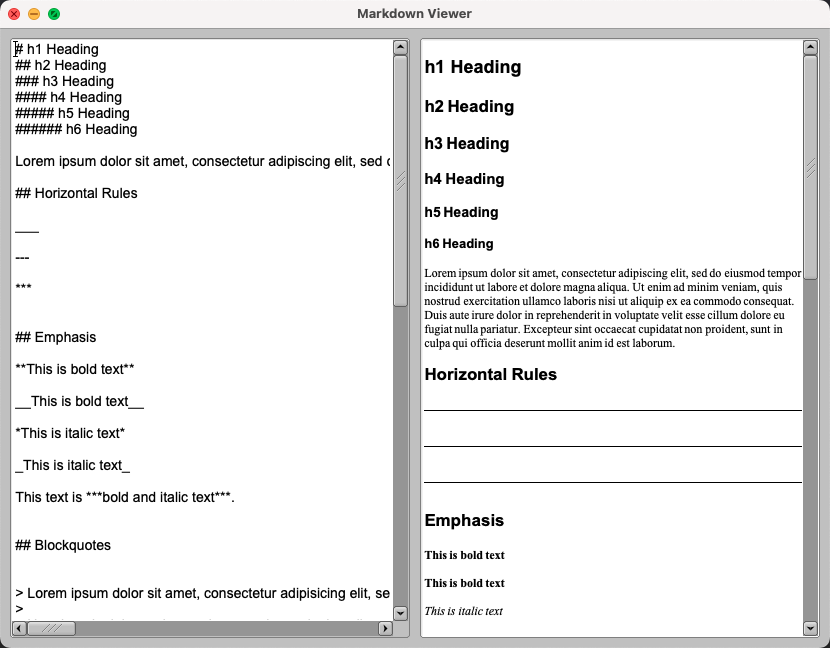 Markdown Viewer
# h1 Heading
## h2 Heading
### h3 Heading
#### h4 Heading
##### h5 Heading
###### h6 Heading
Lorem ipsum dolor sit amet, consectetur adipiscing elit, sed
## Horizontal Rules
___
---
***
## Emphasis
**This is bold text**
__This is bold text__
*This is italic text*
_This is italic text_
This text is ***bold and italic text***.
## Blockquotes
> Lorem ipsum dolor sit amet, consectetur adipisicing elit, se
>
h1 Heading
h2 Heading
h3 Heading
h4 Heading
h5 Heading
h6 Heading
Lorem ipsum dolor sit amet, consectetur adipiscing elit, sed do eiusmod tempor
incididunt ut labore et dolore magna aliqua. Ut enim ad minim veniam, quis
nostrud exercitation ullamco laboris nisi ut aliquip ex ea commodo consequat.
Duis aute irure dolor in reprehenderit in voluptate velit esse cillum dolore eu
fugiat nulla pariatur. Excepteur sint occaecat cupidatat non proident, sunt in
culpa qui officia deserunt mollit anim id est laborum.
Horizontal Rules
Emphasis
This is bold text
This is bold text
This is italic text